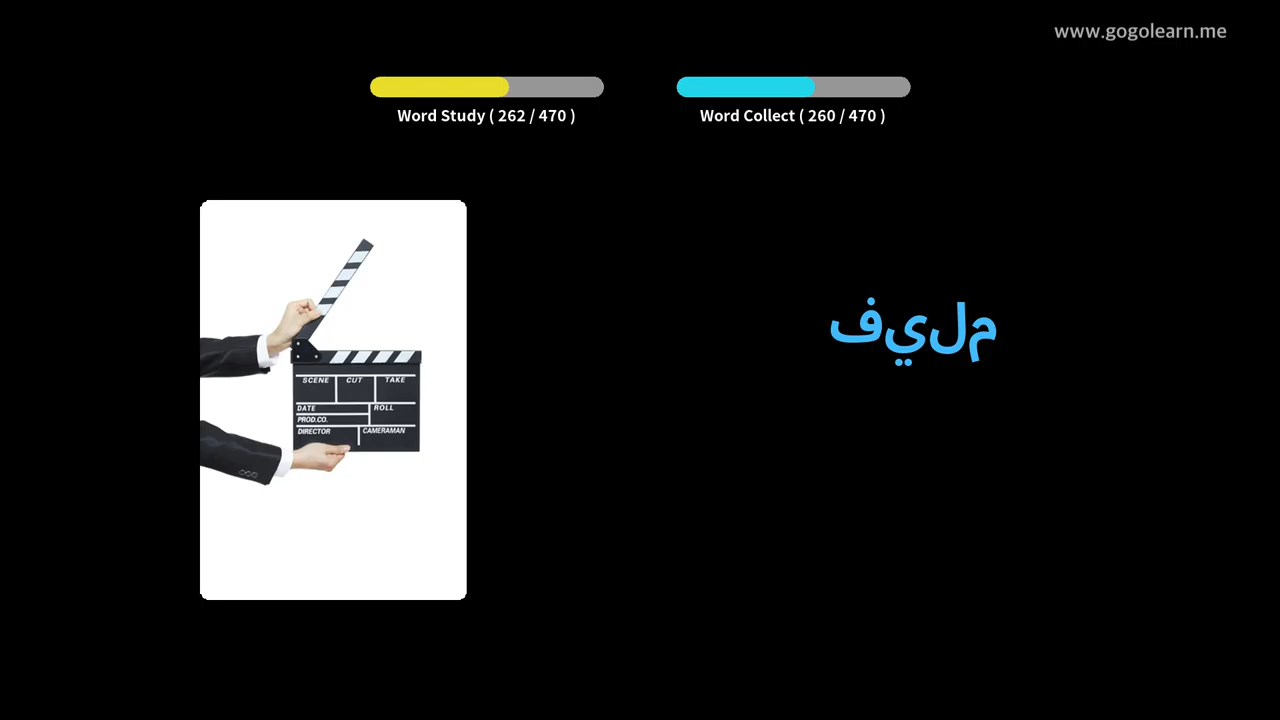 www.gogolearn.me
Word Study ( 262 / 470 )
Word Collect ( 260 / 470 )
مليف
SCENE CUT TAKE
DATE ROLL
PROD.CO.
DIRECTOR CAMERAMAN